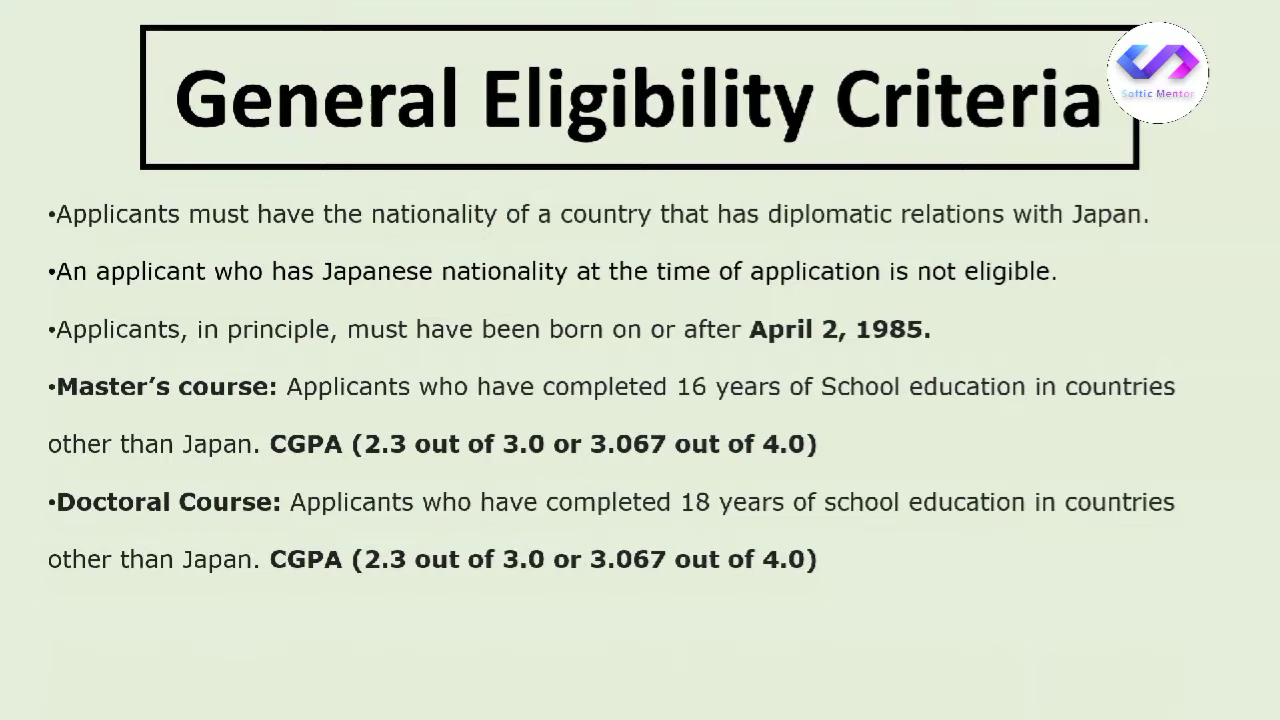 General Eligibility Criteria
Softic Mentor
•Applicants must have the nationality of a country that has diplomatic relations with Japan.
•An applicant who has Japanese nationality at the time of application is not eligible.
•Applicants, in principle, must have been born on or after April 2, 1985.
•Master’s course: Applicants who have completed 16 years of School education in countries
other than Japan. CGPA (2.3 out of 3.0 or 3.067 out of 4.0)
•Doctoral Course: Applicants who have completed 18 years of school education in countries
other than Japan. CGPA (2.3 out of 3.0 or 3.067 out of 4.0)